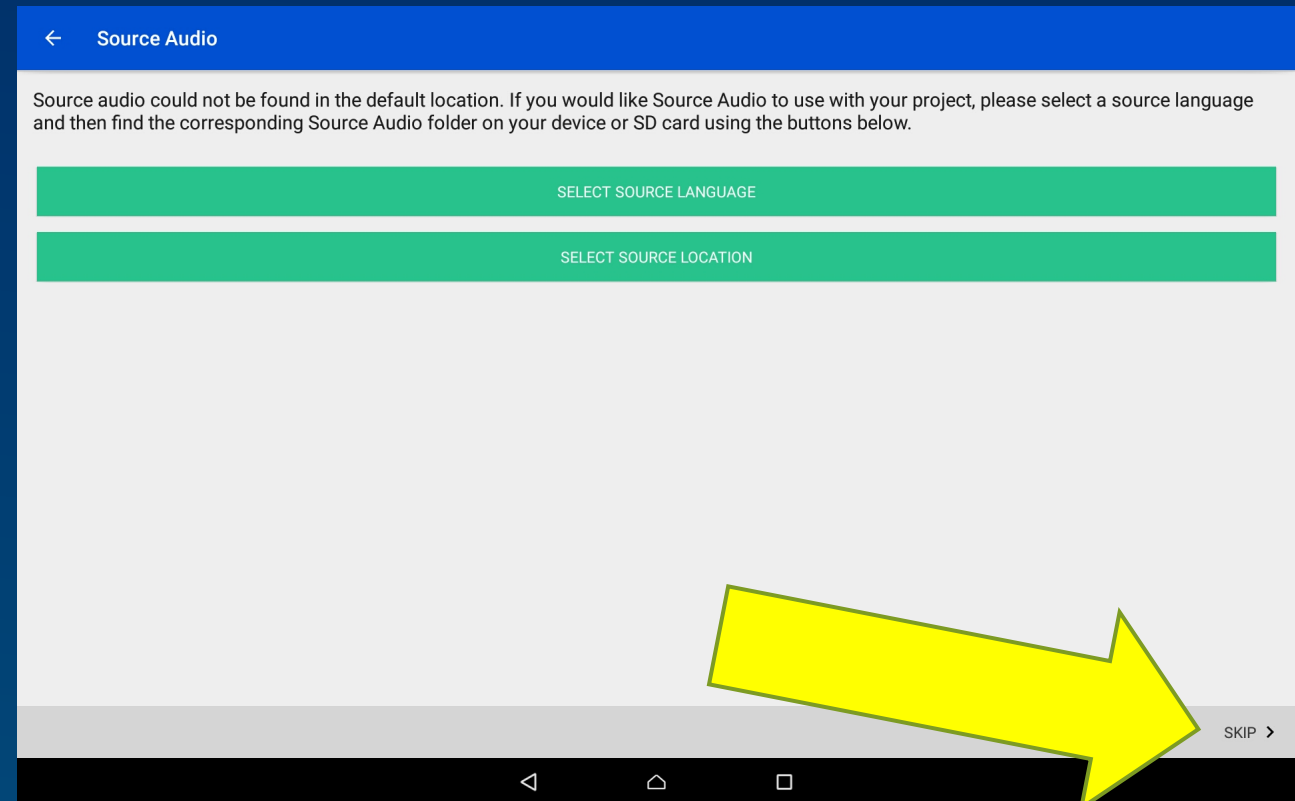 Source Audio
Source audio could not be found in the default location. If you would like Source Audio to use with your project, please select a source language
and then find the corresponding Source Audio folder on your device or SD card using the buttons below.
SELECT SOURCE LANGUAGE
SELECT SOURCE LOCATION
SKIP